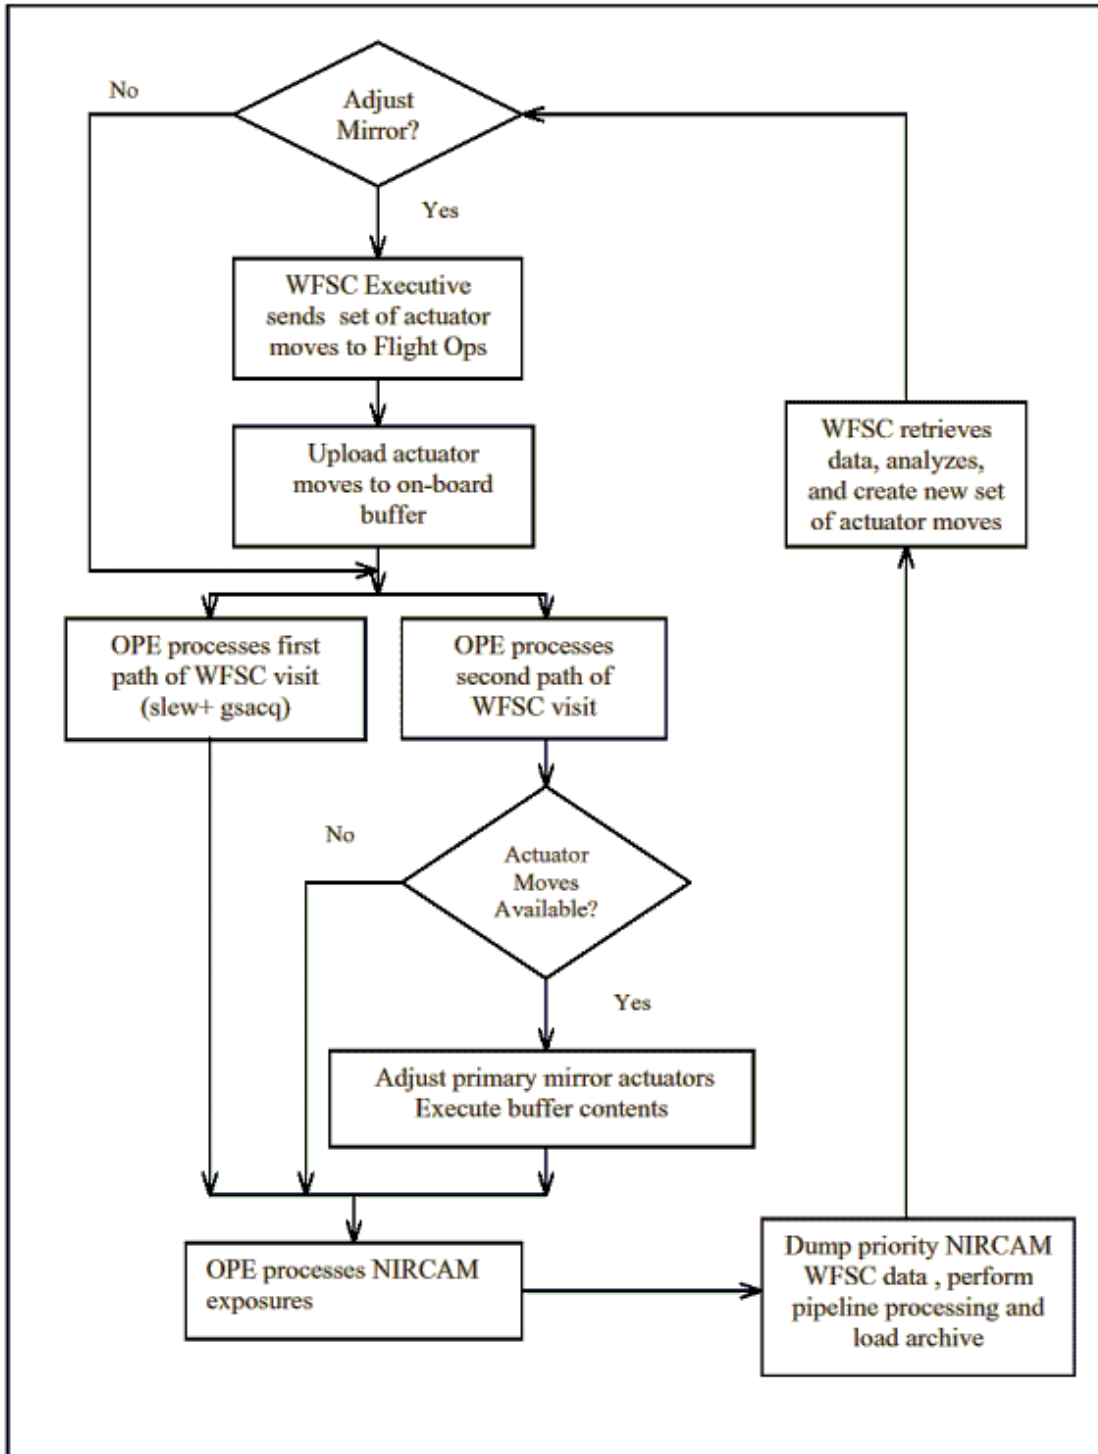 No
Adjust
Mirror?
Yes
WFSC Executive
sends set of actuator
moves to Flight Ops
Upload actuator
moves to on-board
buffer
WFSC retrieves
data, analyzes,
and create new set
of actuator moves
OPE processes first
path of WFSC visit
(slew+ gsacq)
OPE processes
second path of
WFSC visit
No
Actuator
Moves
Available?
Yes
Adjust primary mirror actuators
Execute buffer contents
OPE processes NIRCAM
exposures
Dump priority NIRCAM
WFSC data , perform
pipeline processing and
load archive